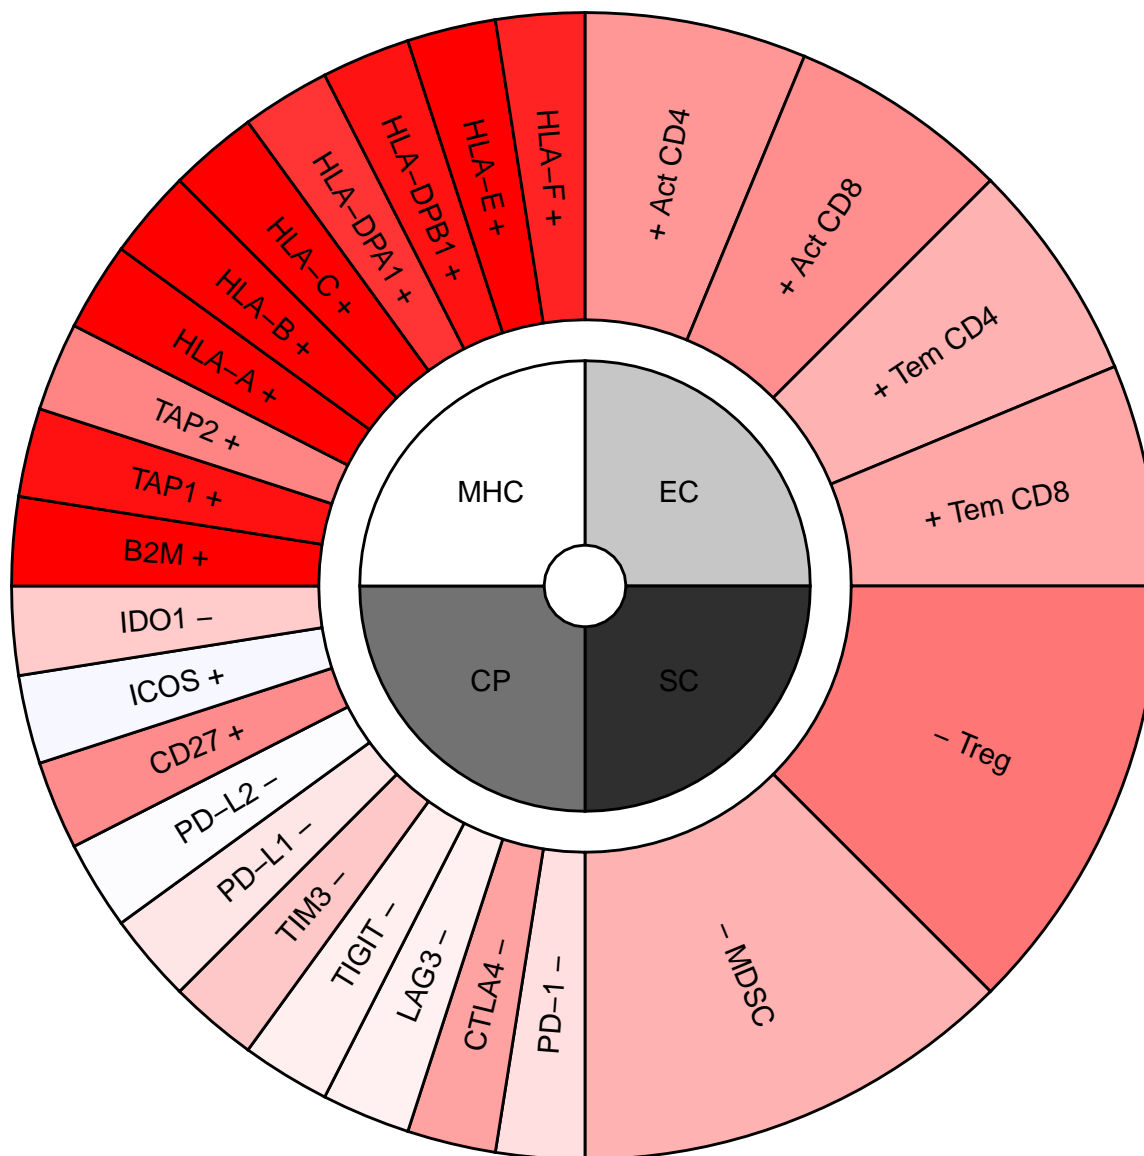 HLA–F +
HLA–E +
HLA–DPB1 +
HLA–DPA1 +
HLA–C +
HLA–B +
HLA–A +
TAP2 +
TAP1 +
B2M +
+ Act CD4
+ Act CD8
+ Tem CD4
+ Tem CD8
MHC
EC
CP
SC
IDO1 –
ICOS +
CD27 +
PD–L2 –
PD–L1 –
TIM3 –
TIGIT –
LAG3 –
CTLA4 –
PD–1 –
– Treg
– MDSC